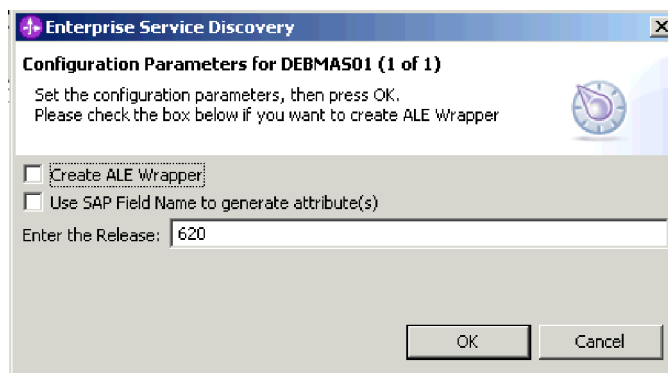 Enterprise Service Discovery
Configuration Parameters for DEBMAS01 (1 of 1)
Set the configuration parameters, then press OK.
Please check the box below if you want to create ALE Wrapper
Create ALE Wrapper
Use SAP Field Name to generate attribute(s)
Enter the Release: 620
OK Cancel